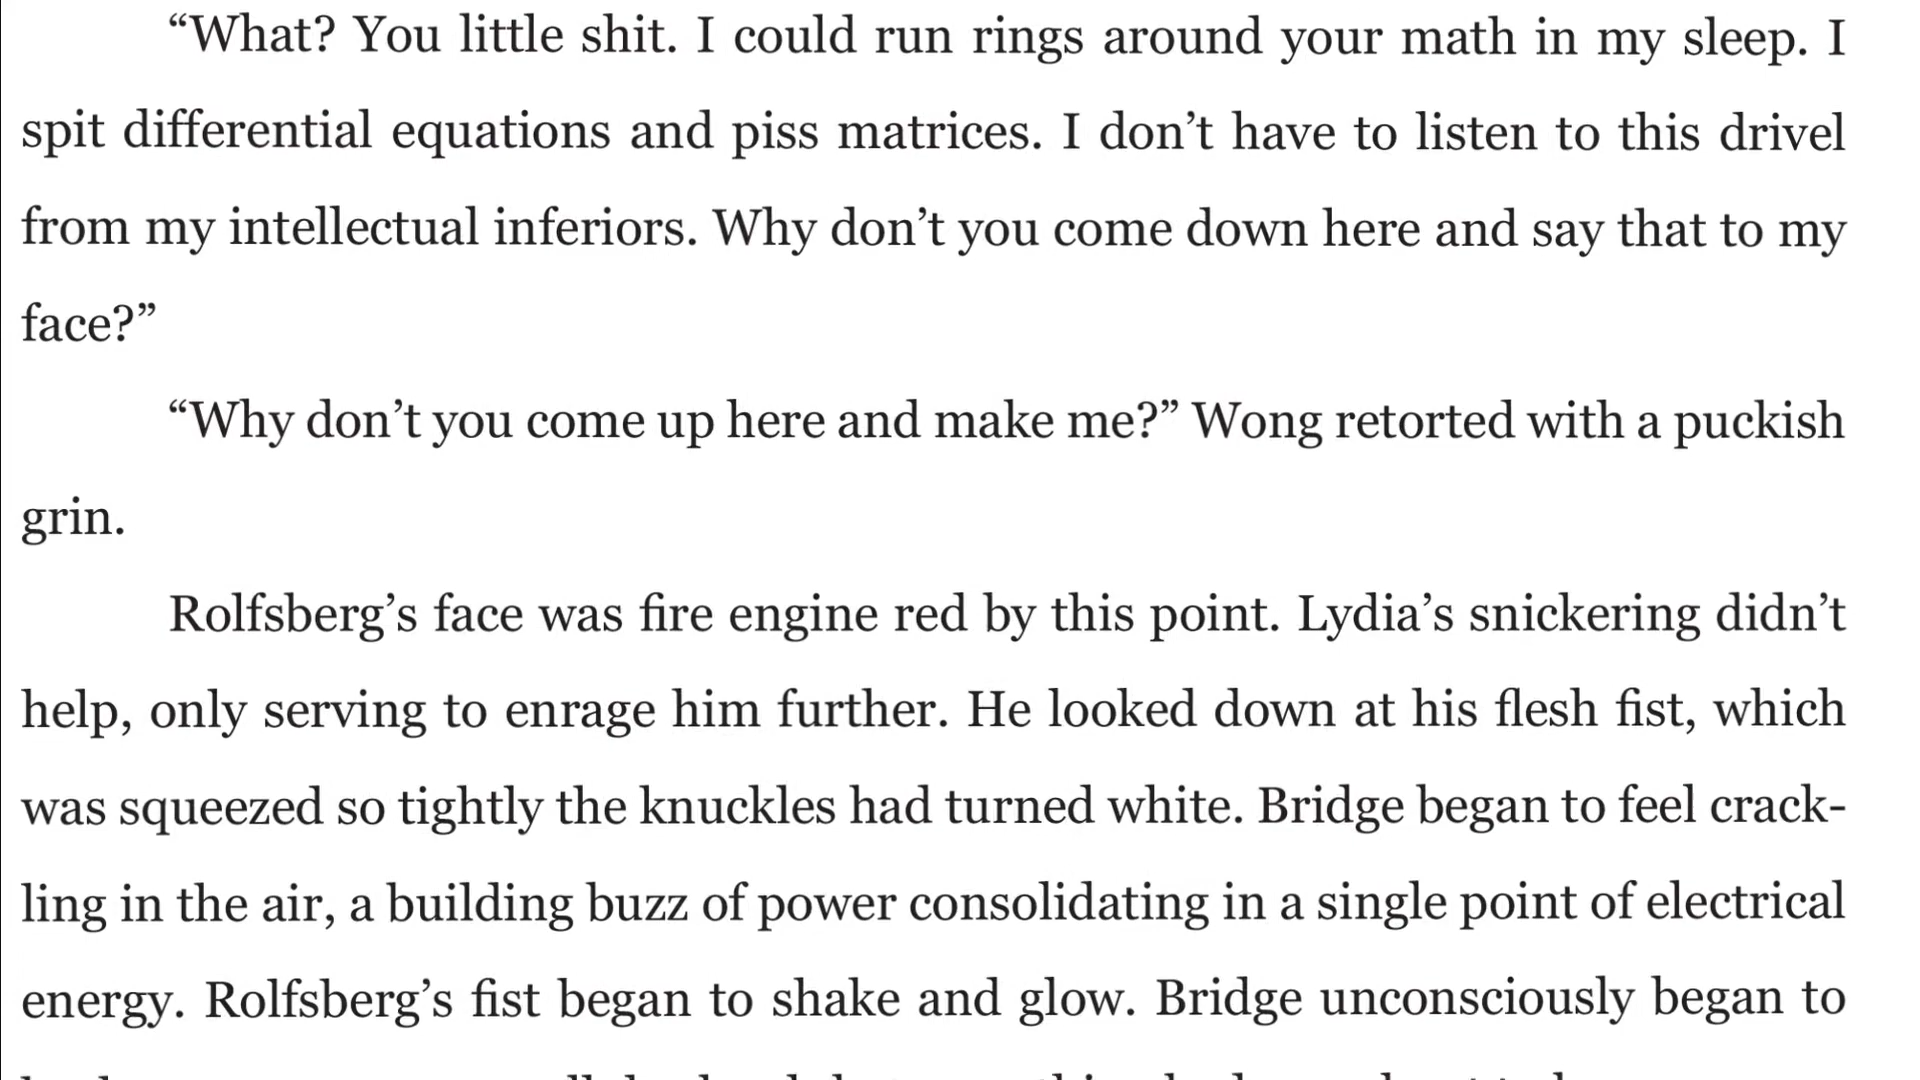 “What? You little shit. I could run rings around your math in my sleep. I
spit differential equations and piss matrices. I don’t have to listen to this drivel
from my intellectual inferiors. Why don’t you come down here and say that to my
face?”
“Why don’t you come up here and make me?” Wong retorted with a puckish
grin.
Rolfsberg’s face was fire engine red by this point. Lydia’s snickering didn’t
help, only serving to enrage him further. He looked down at his flesh fist, which
was squeezed so tightly the knuckles had turned white. Bridge began to feel crack-
ling in the air, a building buzz of power consolidating in a single point of electrical
energy. Rolfsberg’s fist began to shake and glow. Bridge unconsciously began to